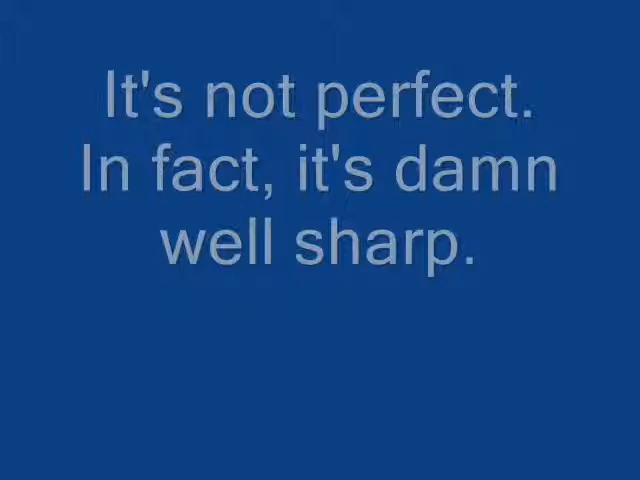 It's not perfect.
In fact, it's damn
well sharp.